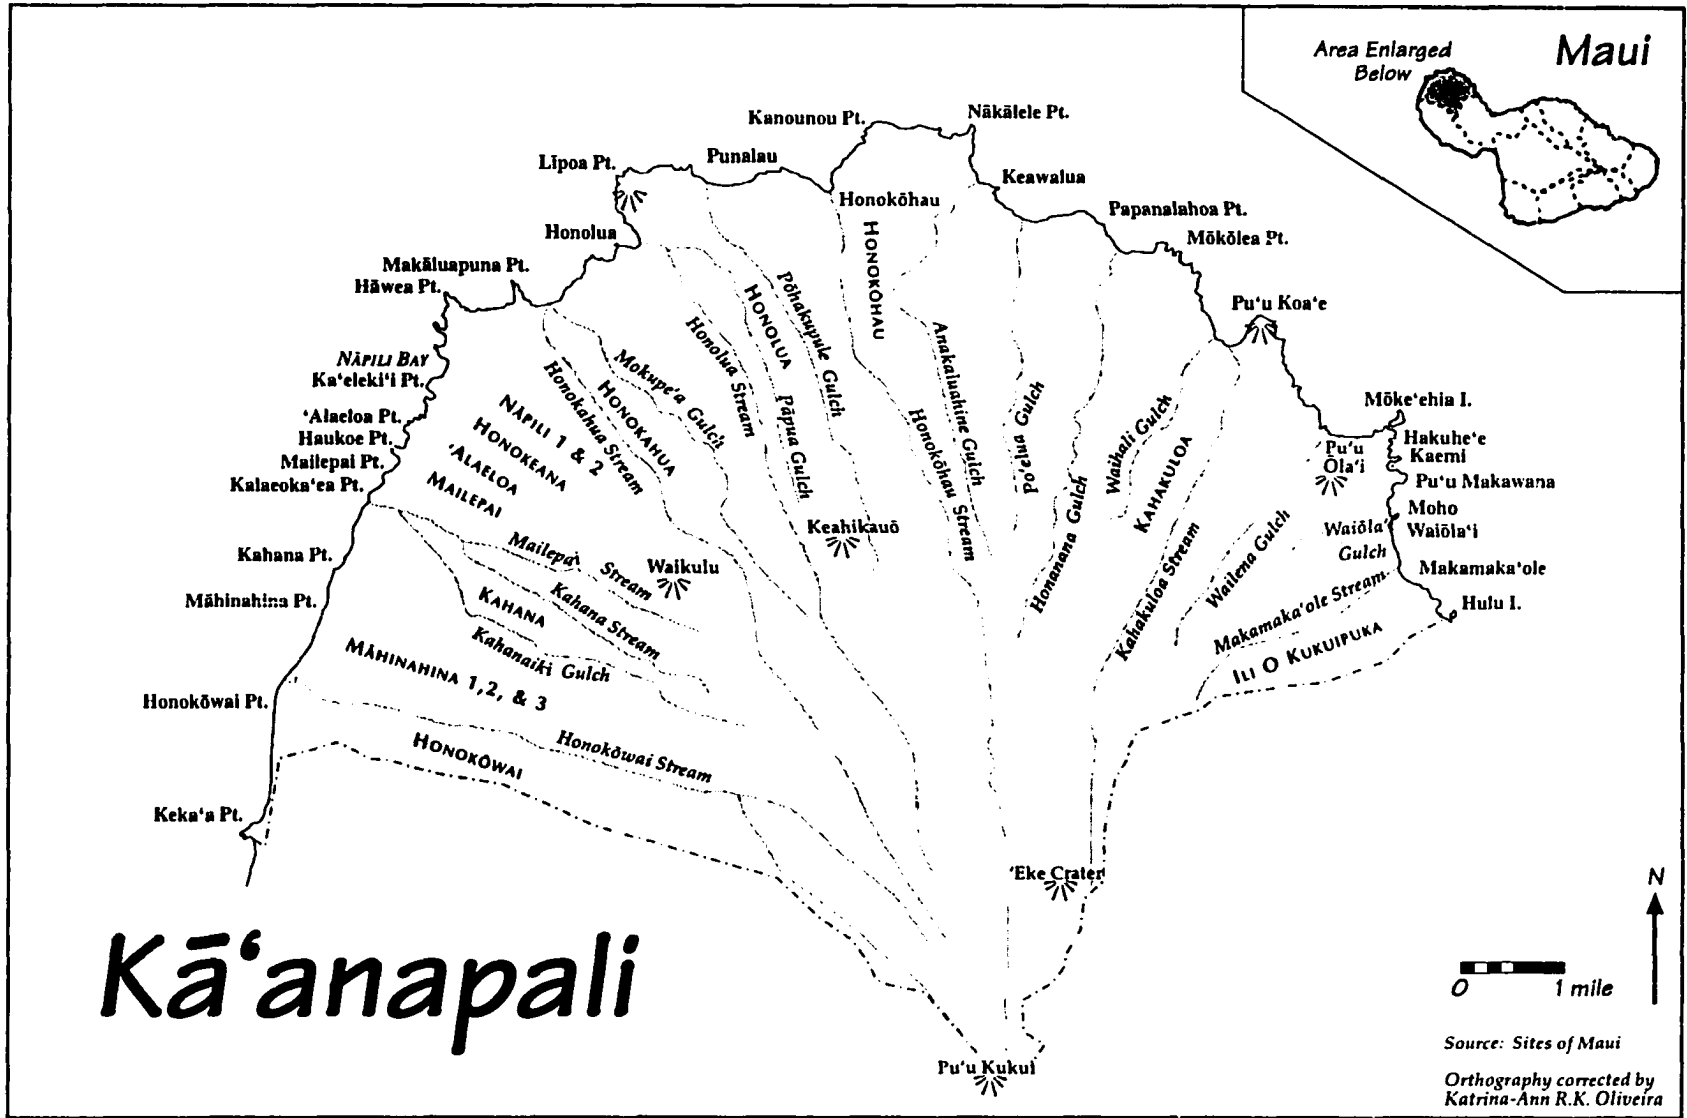 Maui
Area Enlarged
Below
Kanounou Pt.
Nākālele Pt.
Līpoa Pt.
Punalau
Keawalua
Honokōhau
Papanalahoa Pt.
Honolua
Mōkōlea Pt.
Makāluapuna Pt.
Hāwea Pt.
Pu‘u Koa‘e
NĀPILI BAY
Ka‘eleki‘i Pt.
‘Alaeloa Pt.
Haukoe Pt.
Mailepai Pt.
Kalaeoka‘ea Pt.
Kahana Pt.
Māhinahina Pt.
Honokōwai Pt.
Keka‘a Pt.
NĀPILI 1 & 2
HONOKEANA
‘ALAELOA
MAILEPAI
Honokahua Stream
HONOKAHUA
Mokupe‘a Gulch
Honolua Stream
HONOLUA
Pāpua Gulch
Pōhakupule Gulch
HONOKŌHAU
Honokōhau Stream
Anakaluahine Gulch
Po‘elua Gulch
Honanana Gulch
Waihali Gulch
KAHAKULOA
Kahakuloa Stream
Wailena Gulch
Mōke‘ehia I.
Hakuhe‘e
Kaemi
Pu‘u
Ōla‘i
Pu‘u Makawana
Moho
Waiōla‘i
Waiōla‘
Gulch
Makamaka‘ole
Hulu I.
Makamaka‘ole Stream
ILI O KUKUIPUKA
Keahikauō
Waikulu
Mailepai Stream
Kahana Stream
KAHANA
Kahanaiki Gulch
MĀHINAHINA 1,2, & 3
Honokōwai Stream
HONOKŌWAI
‘Eke Crater
Pu‘u Kukui
Kā‘anapali
N
0 1 mile
Source: Sites of Maui
Orthography corrected by
Katrina-Ann R.K. Oliveira